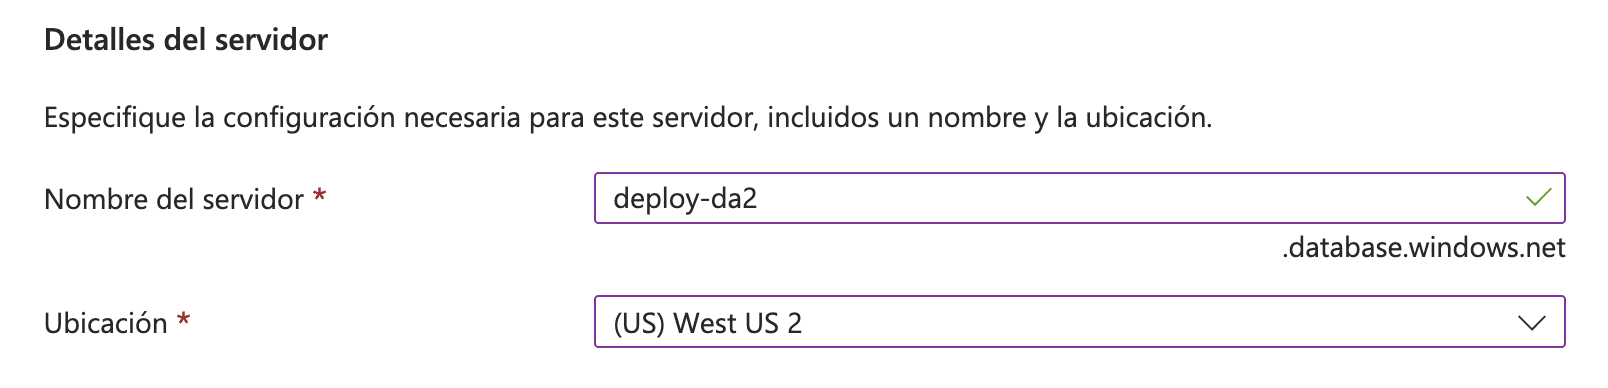 Detalles del servidor
Especifique la configuración necesaria para este servidor, incluidos un nombre y la ubicación.
Nombre del servidor *
deploy-da2
.database.windows.net
Ubicación *
(US) West US 2